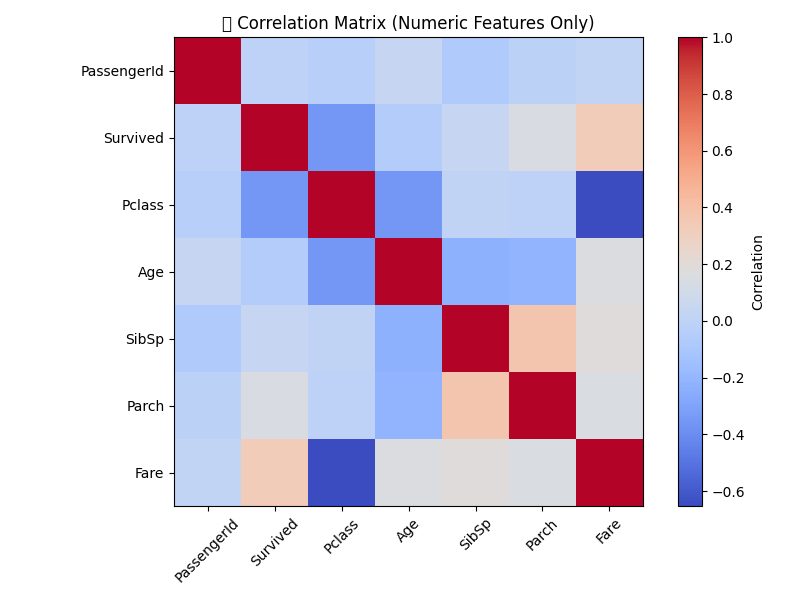 Correlation Matrix (Numeric Features Only)
PassengerId
Survived
Pclass
Age
SibSp
Parch
Fare
PassengerId
Survived
Pclass
Age
SibSp
Parch
Fare
1.0
0.8
0.6
0.4
0.2
0.0
−0.2
−0.4
−0.6
Correlation